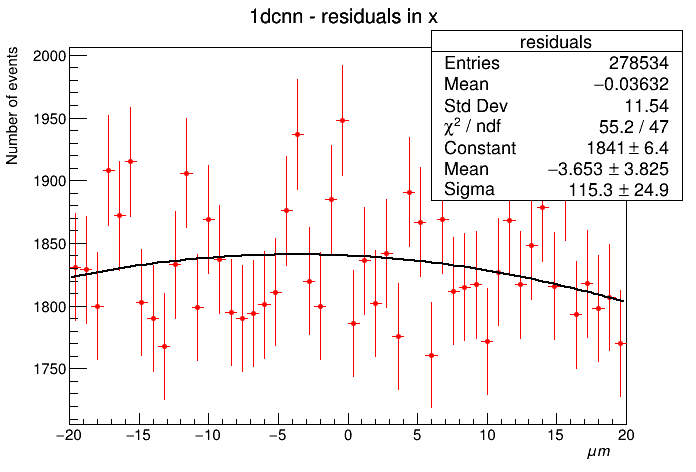 1dcnn - residuals in x
residuals
Entries 278534
Mean −0.03632
Std Dev 11.54
χ² / ndf 55.2 / 47
Constant 1841 ± 6.4
Mean −3.653 ± 3.825
Sigma 115.3 ± 24.9
Number of events
2000
1950
1900
1850
1800
1750
−20 −15 −10 −5 0 5 10 15 20
μm